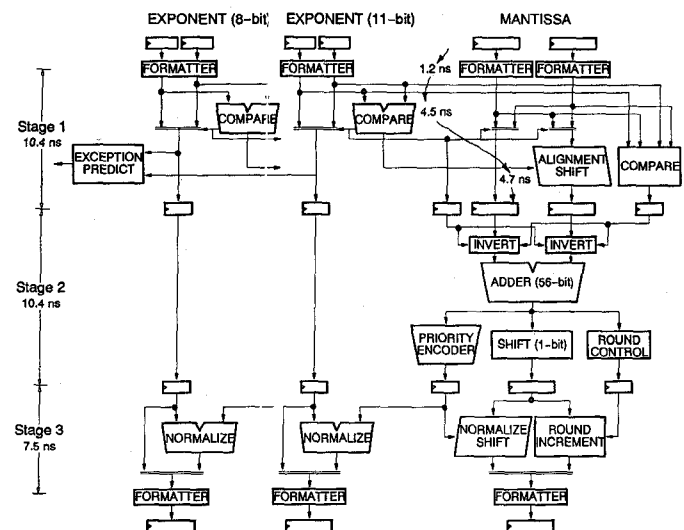 EXPONENT (8-bit)
EXPONENT (11-bit)
MANTISSA
FORMATTER
FORMATTER
1.2 ns
FORMATTER
FORMATTER
COMPARE
COMPARE
4.5 ns
Stage 1
10.4 ns
EXCEPTION
PREDICT
ALIGNMENT
SHIFT
COMPARE
4.7 ns
INVERT
INVERT
ADDER (56-bit)
Stage 2
10.4 ns
PRIORITY
ENCODER
SHIFT (1-bit)
ROUND
CONTROL
Stage 3
7.5 ns
NORMALIZE
NORMALIZE
NORMALIZE
SHIFT
ROUND
INCREMENT
FORMATTER
FORMATTER
FORMATTER